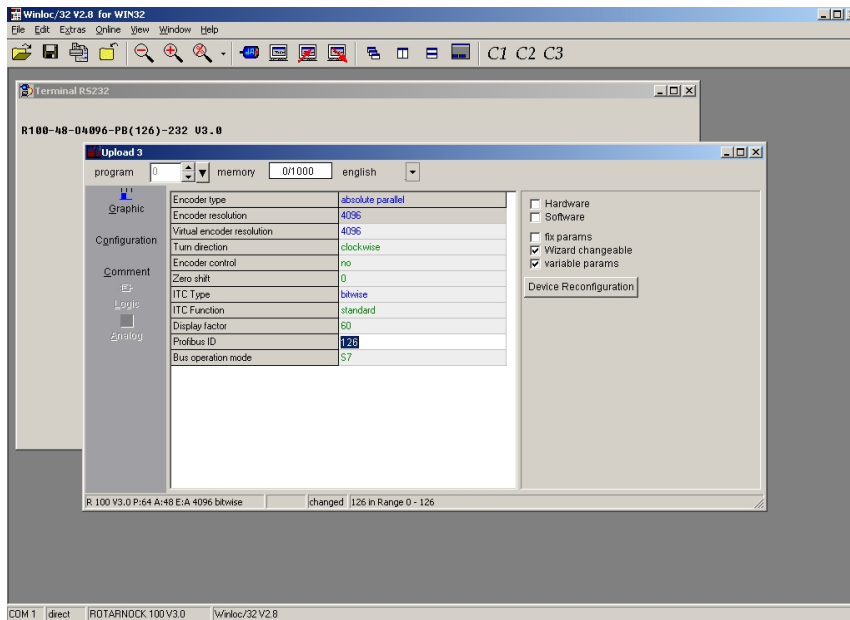 Winloc/32 V2.8 for WIN32
File Edit Extras Online View Window Help
C1 C2 C3
Terminal RS232
R100-48-O4096-PB(126)-232 V3.0
Upload 3
program 0 memory 0/1000 english
Graphic
Configuration
Comment
Logic
Analog
Encoder type absolute parallel
Encoder resolution 4096
Virtual encoder resolution 4096
Turn direction clockwise
Encoder control no
Zero shift 0
ITC Type bitwise
ITC Function standard
Display factor 60
Profibus ID 126
Bus operation mode S7
Hardware
Software
fix params
Wizard changeable
variable params
Device Reconfiguration
R 100 V3.0 P:64 A:48 E:A 4096 bitwise changed 126 in Range 0 - 126
COM 1 direct ROTARNOCK 100 V3.0 Winloc/32 V2.8